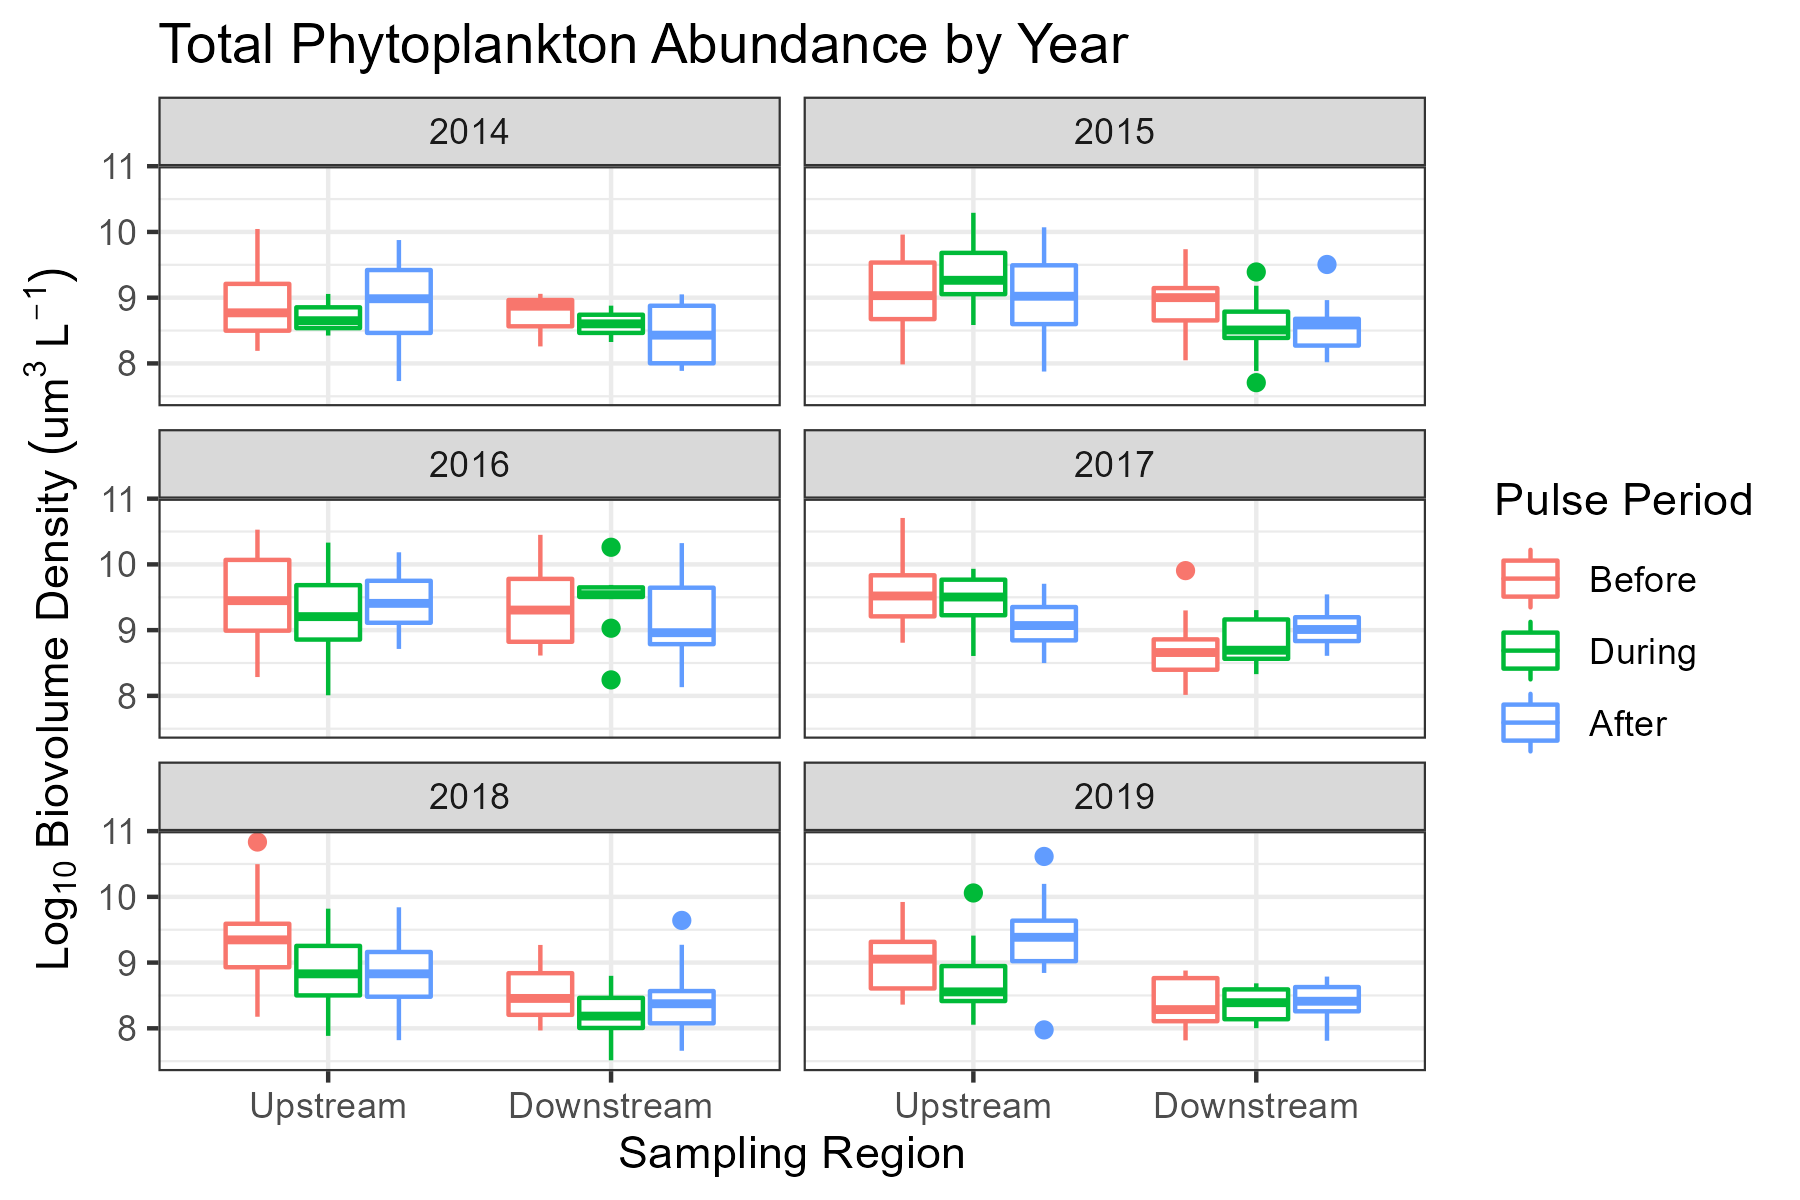 Total Phytoplankton Abundance by Year
Log₁₀ Biovolume Density (um³ L⁻¹)
2014
2015
11
10
9
8
2016
2017
11
10
9
8
2018
2019
11
10
9
8
Upstream
Downstream
Upstream
Downstream
Sampling Region
Pulse Period
Before
During
After